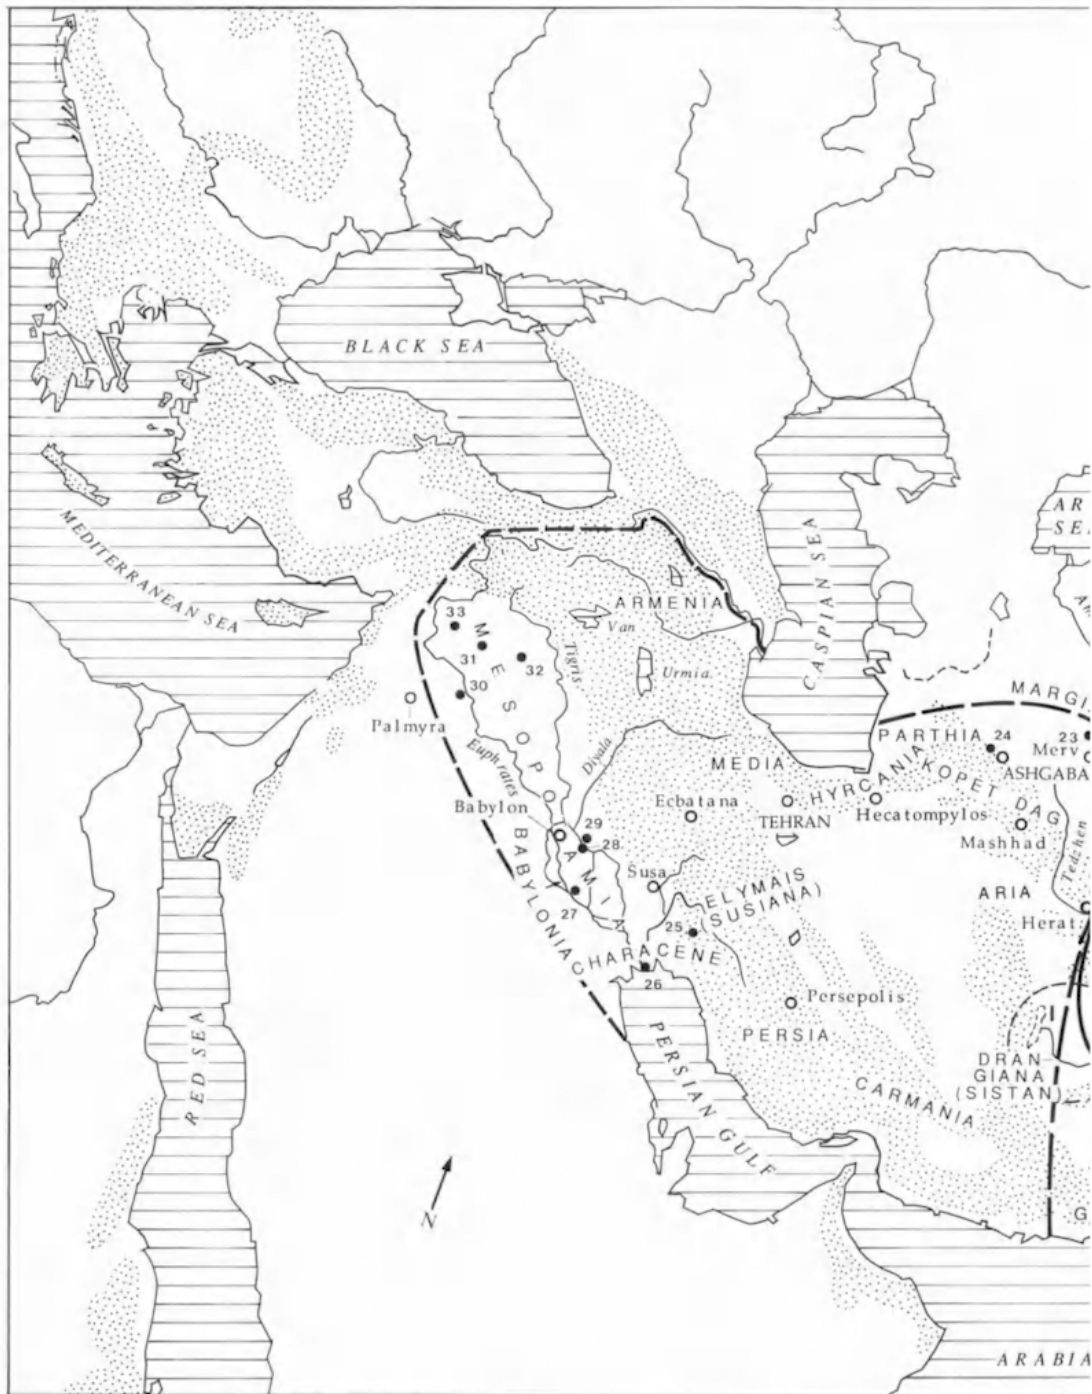 BLACK SEA
MEDITERRANEAN SEA
CASPIAN SEA
AR
SE
ARMENIA
Van
Urmia
Tigris
33
31
32
30
MESOPOTAMIA
Palmyra
Euphrates
Diyala
MARGI
PARTHIA
24
23
Merv
ASHGABA
MEDIA
HYRCANIA
KOPET DAG
Ecbatana
TEHRAN
Hecatompylos
Mashhad
Tedzhen
Babylon
29
28
BABYLONIA
Susa
ELYMAIS
(SUSIANA)
27
25
ARIA
Herat
CHARACENE
26
Persepolis
PERSIA
RED SEA
PERSIAN GULF
DRAN
GIANA
(SISTAN)
CARMANIA
N
G
ARABIA